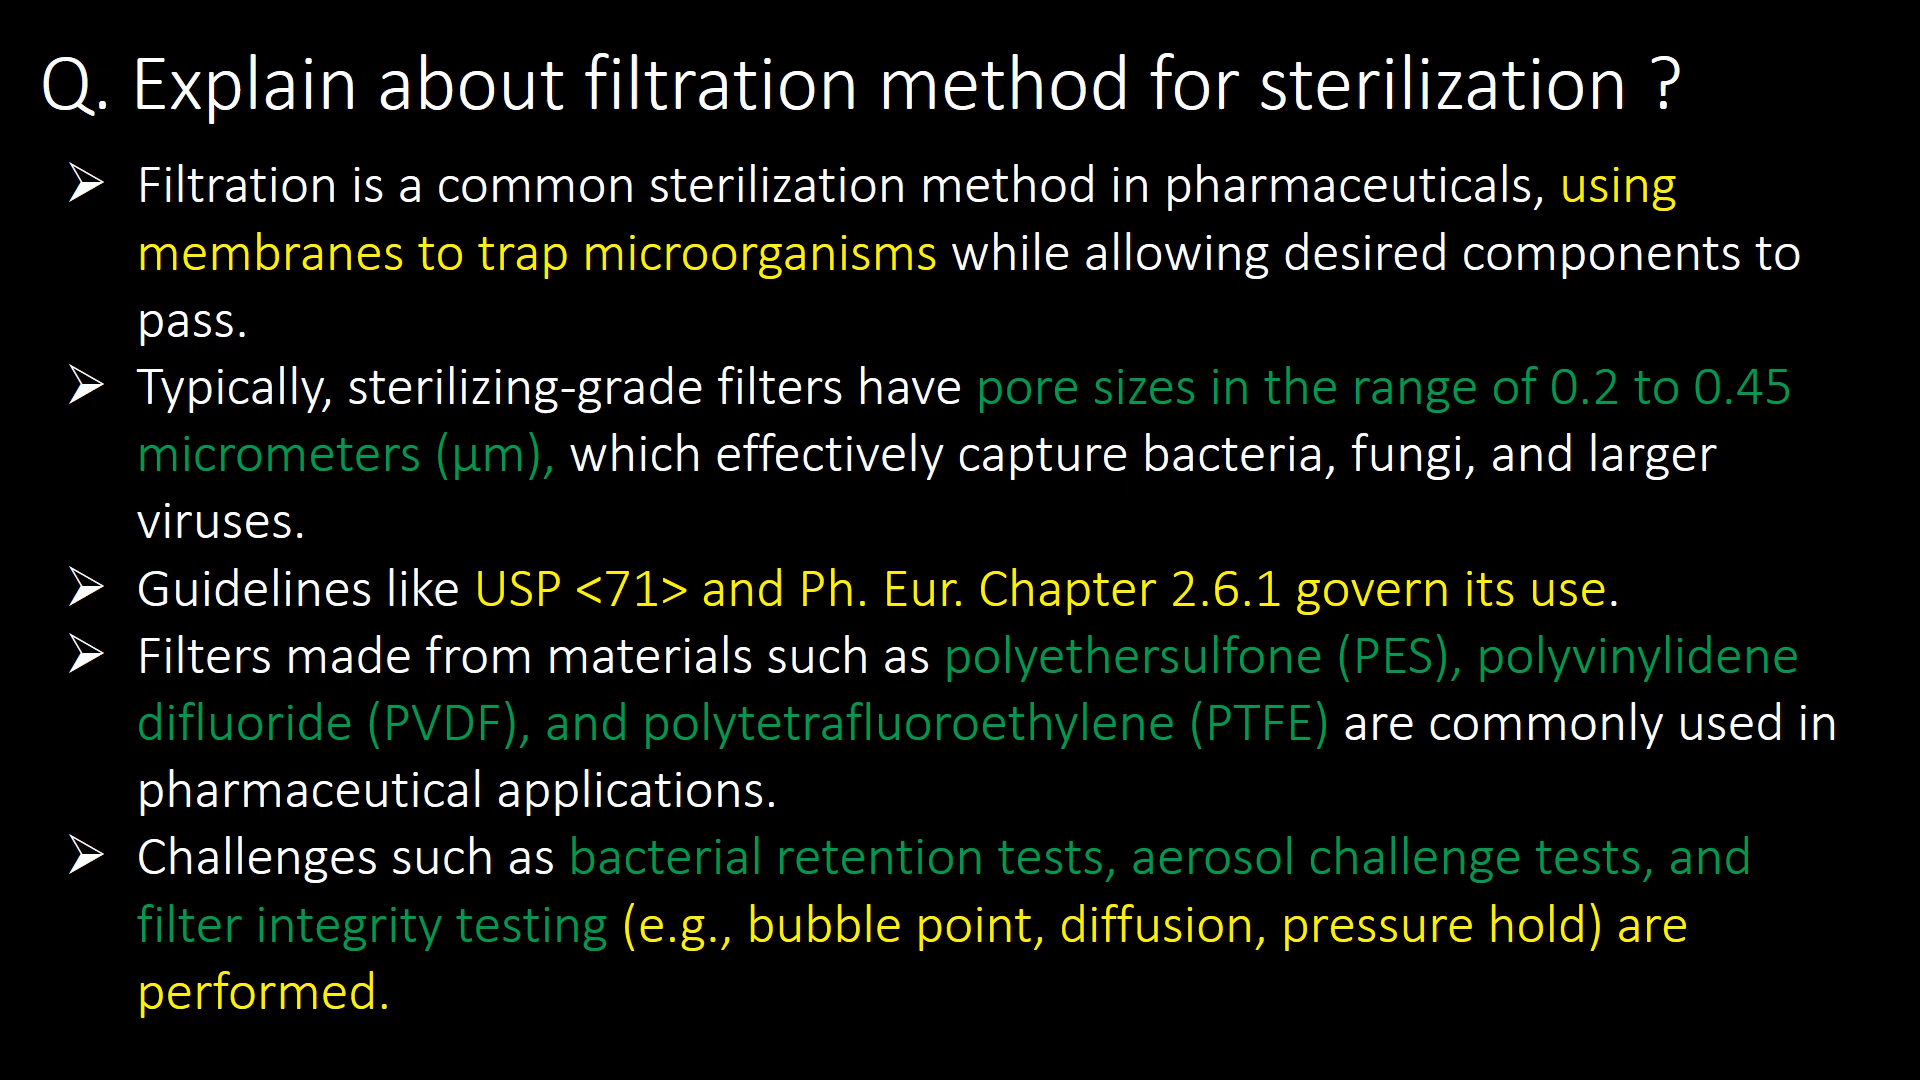 Q. Explain about filtration method for sterilization ?
➢ Filtration is a common sterilization method in pharmaceuticals, using
membranes to trap microorganisms while allowing desired components to
pass.
➢ Typically, sterilizing-grade filters have pore sizes in the range of 0.2 to 0.45
micrometers (μm), which effectively capture bacteria, fungi, and larger
viruses.
➢ Guidelines like USP <71> and Ph. Eur. Chapter 2.6.1 govern its use.
➢ Filters made from materials such as polyethersulfone (PES), polyvinylidene
difluoride (PVDF), and polytetrafluoroethylene (PTFE) are commonly used in
pharmaceutical applications.
➢ Challenges such as bacterial retention tests, aerosol challenge tests, and
filter integrity testing (e.g., bubble point, diffusion, pressure hold) are
performed.